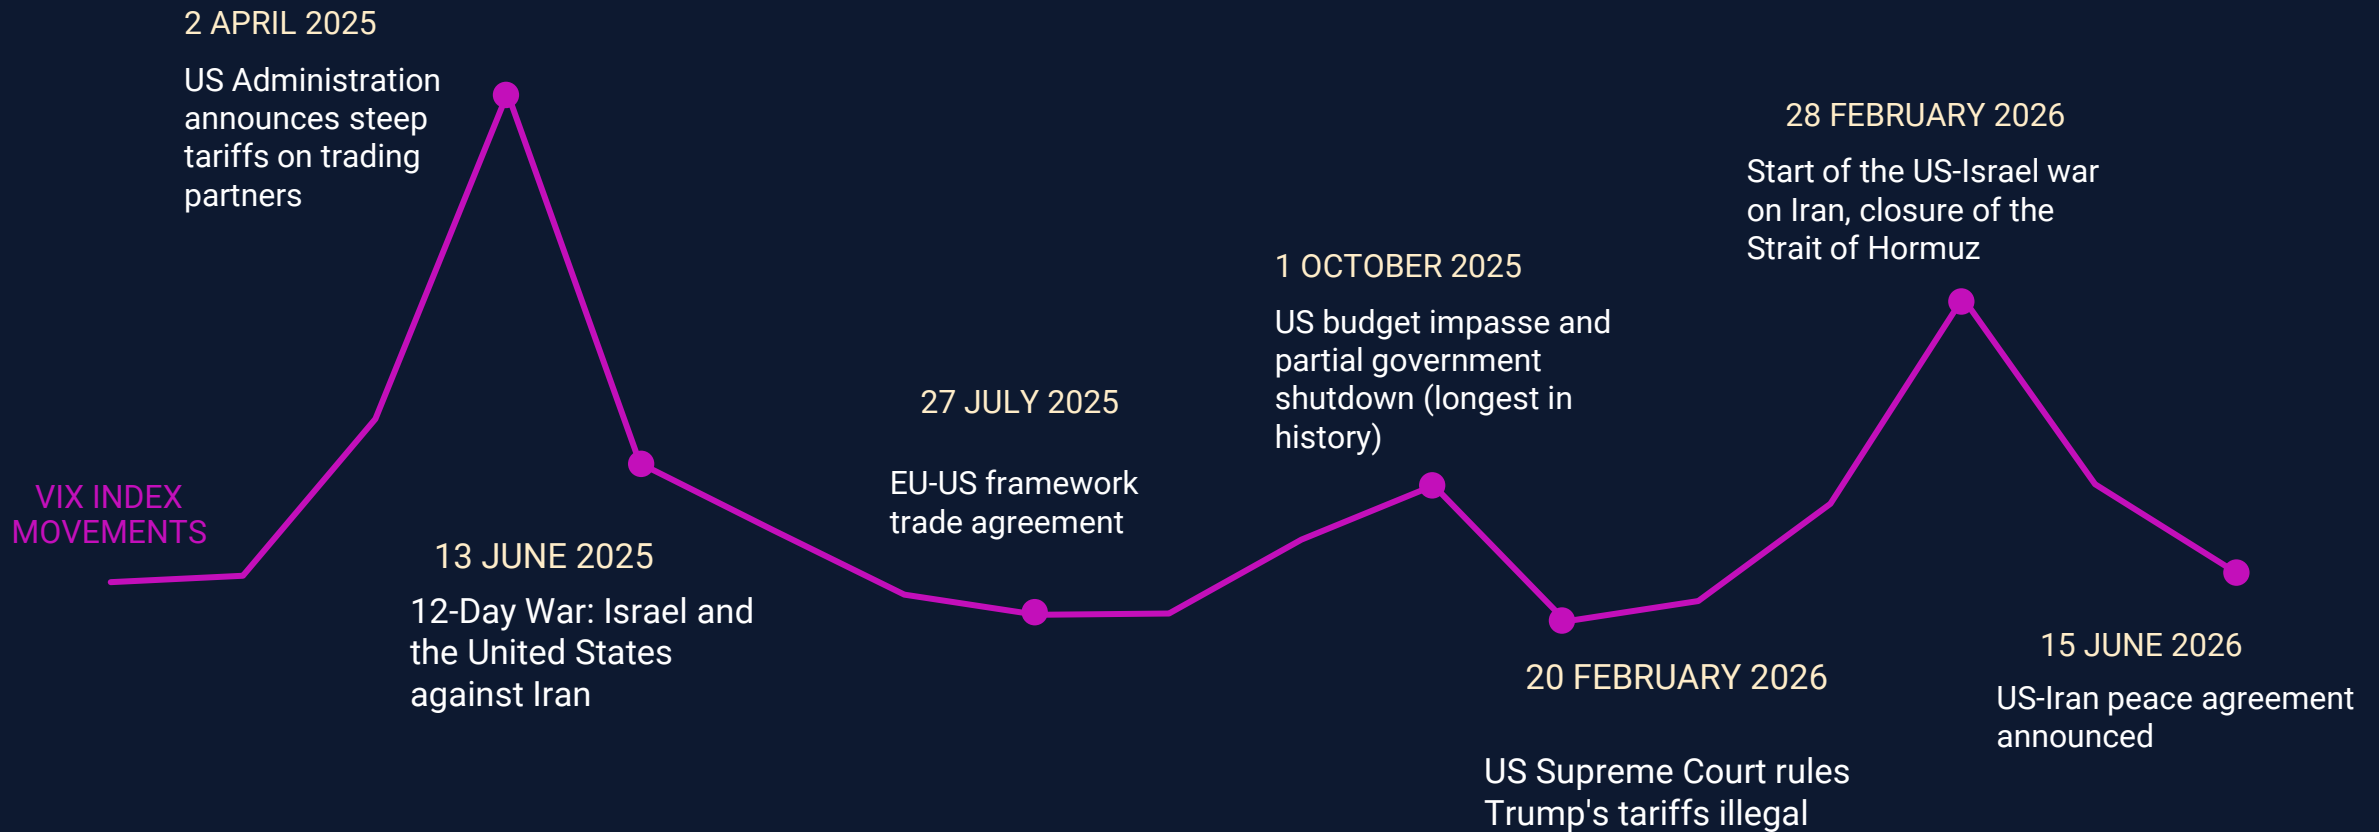 2 APRIL 2025
US Administration
announces steep
tariffs on trading
partners
VIX INDEX
MOVEMENTS
13 JUNE 2025
12-Day War: Israel and
the United States
against Iran
27 JULY 2025
EU-US framework
trade agreement
1 OCTOBER 2025
US budget impasse and
partial government
shutdown (longest in
history)
20 FEBRUARY 2026
US Supreme Court rules
Trump's tariffs illegal
28 FEBRUARY 2026
Start of the US-Israel war
on Iran, closure of the
Strait of Hormuz
15 JUNE 2026
US-Iran peace agreement
announced